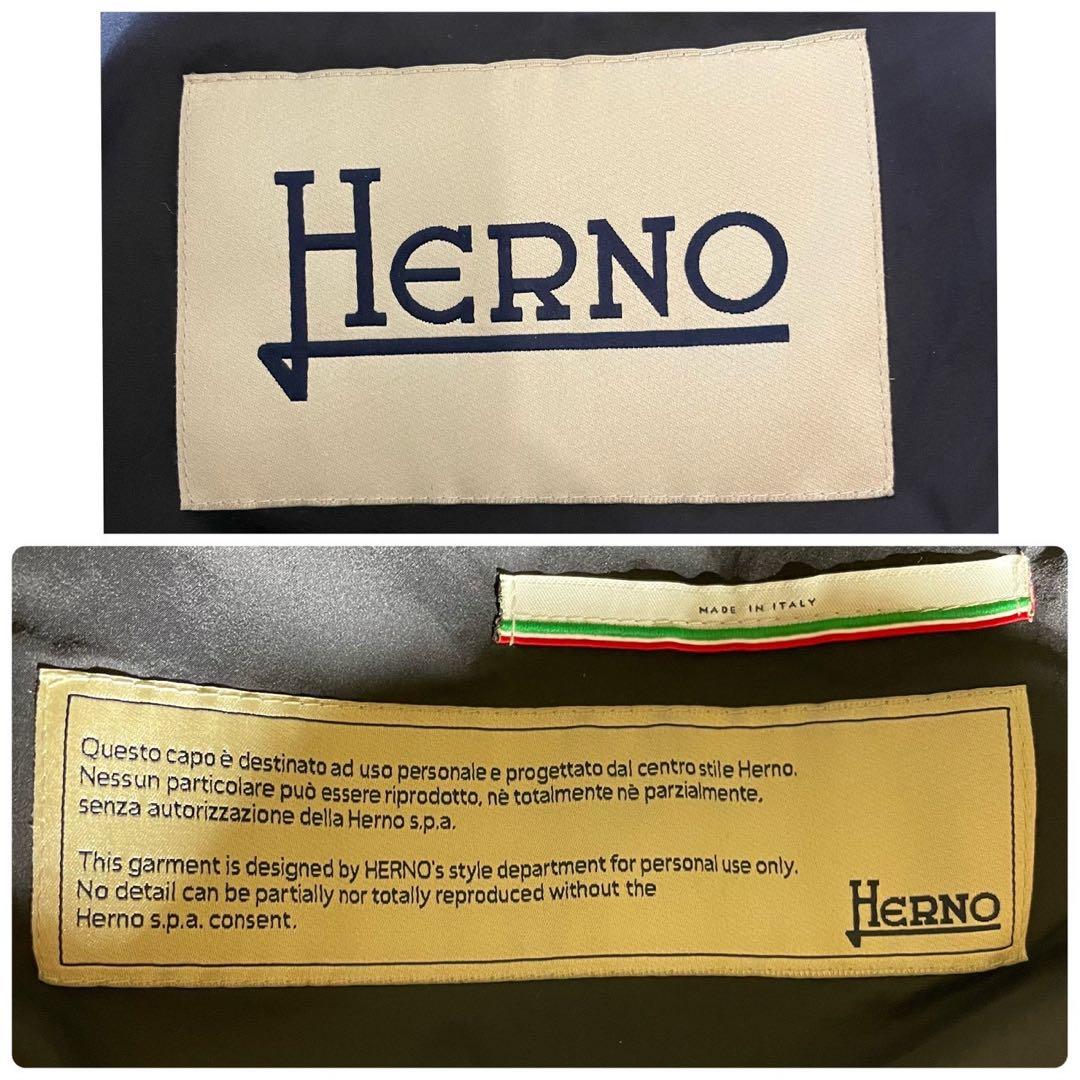 HERNO
MADE IN ITALY
Questo capo è destinato ad uso personale e progettato dal centro stile Herno.
Nessun particolare può essere riprodotto, nè totalmente nè parzialmente,
senza autorizzazione della Herno s.p.a.
This garment is designed by HERNO's style department for personal use only.
No detail can be partially nor totally reproduced without the
Herno s.p.a. consent.
HERNO